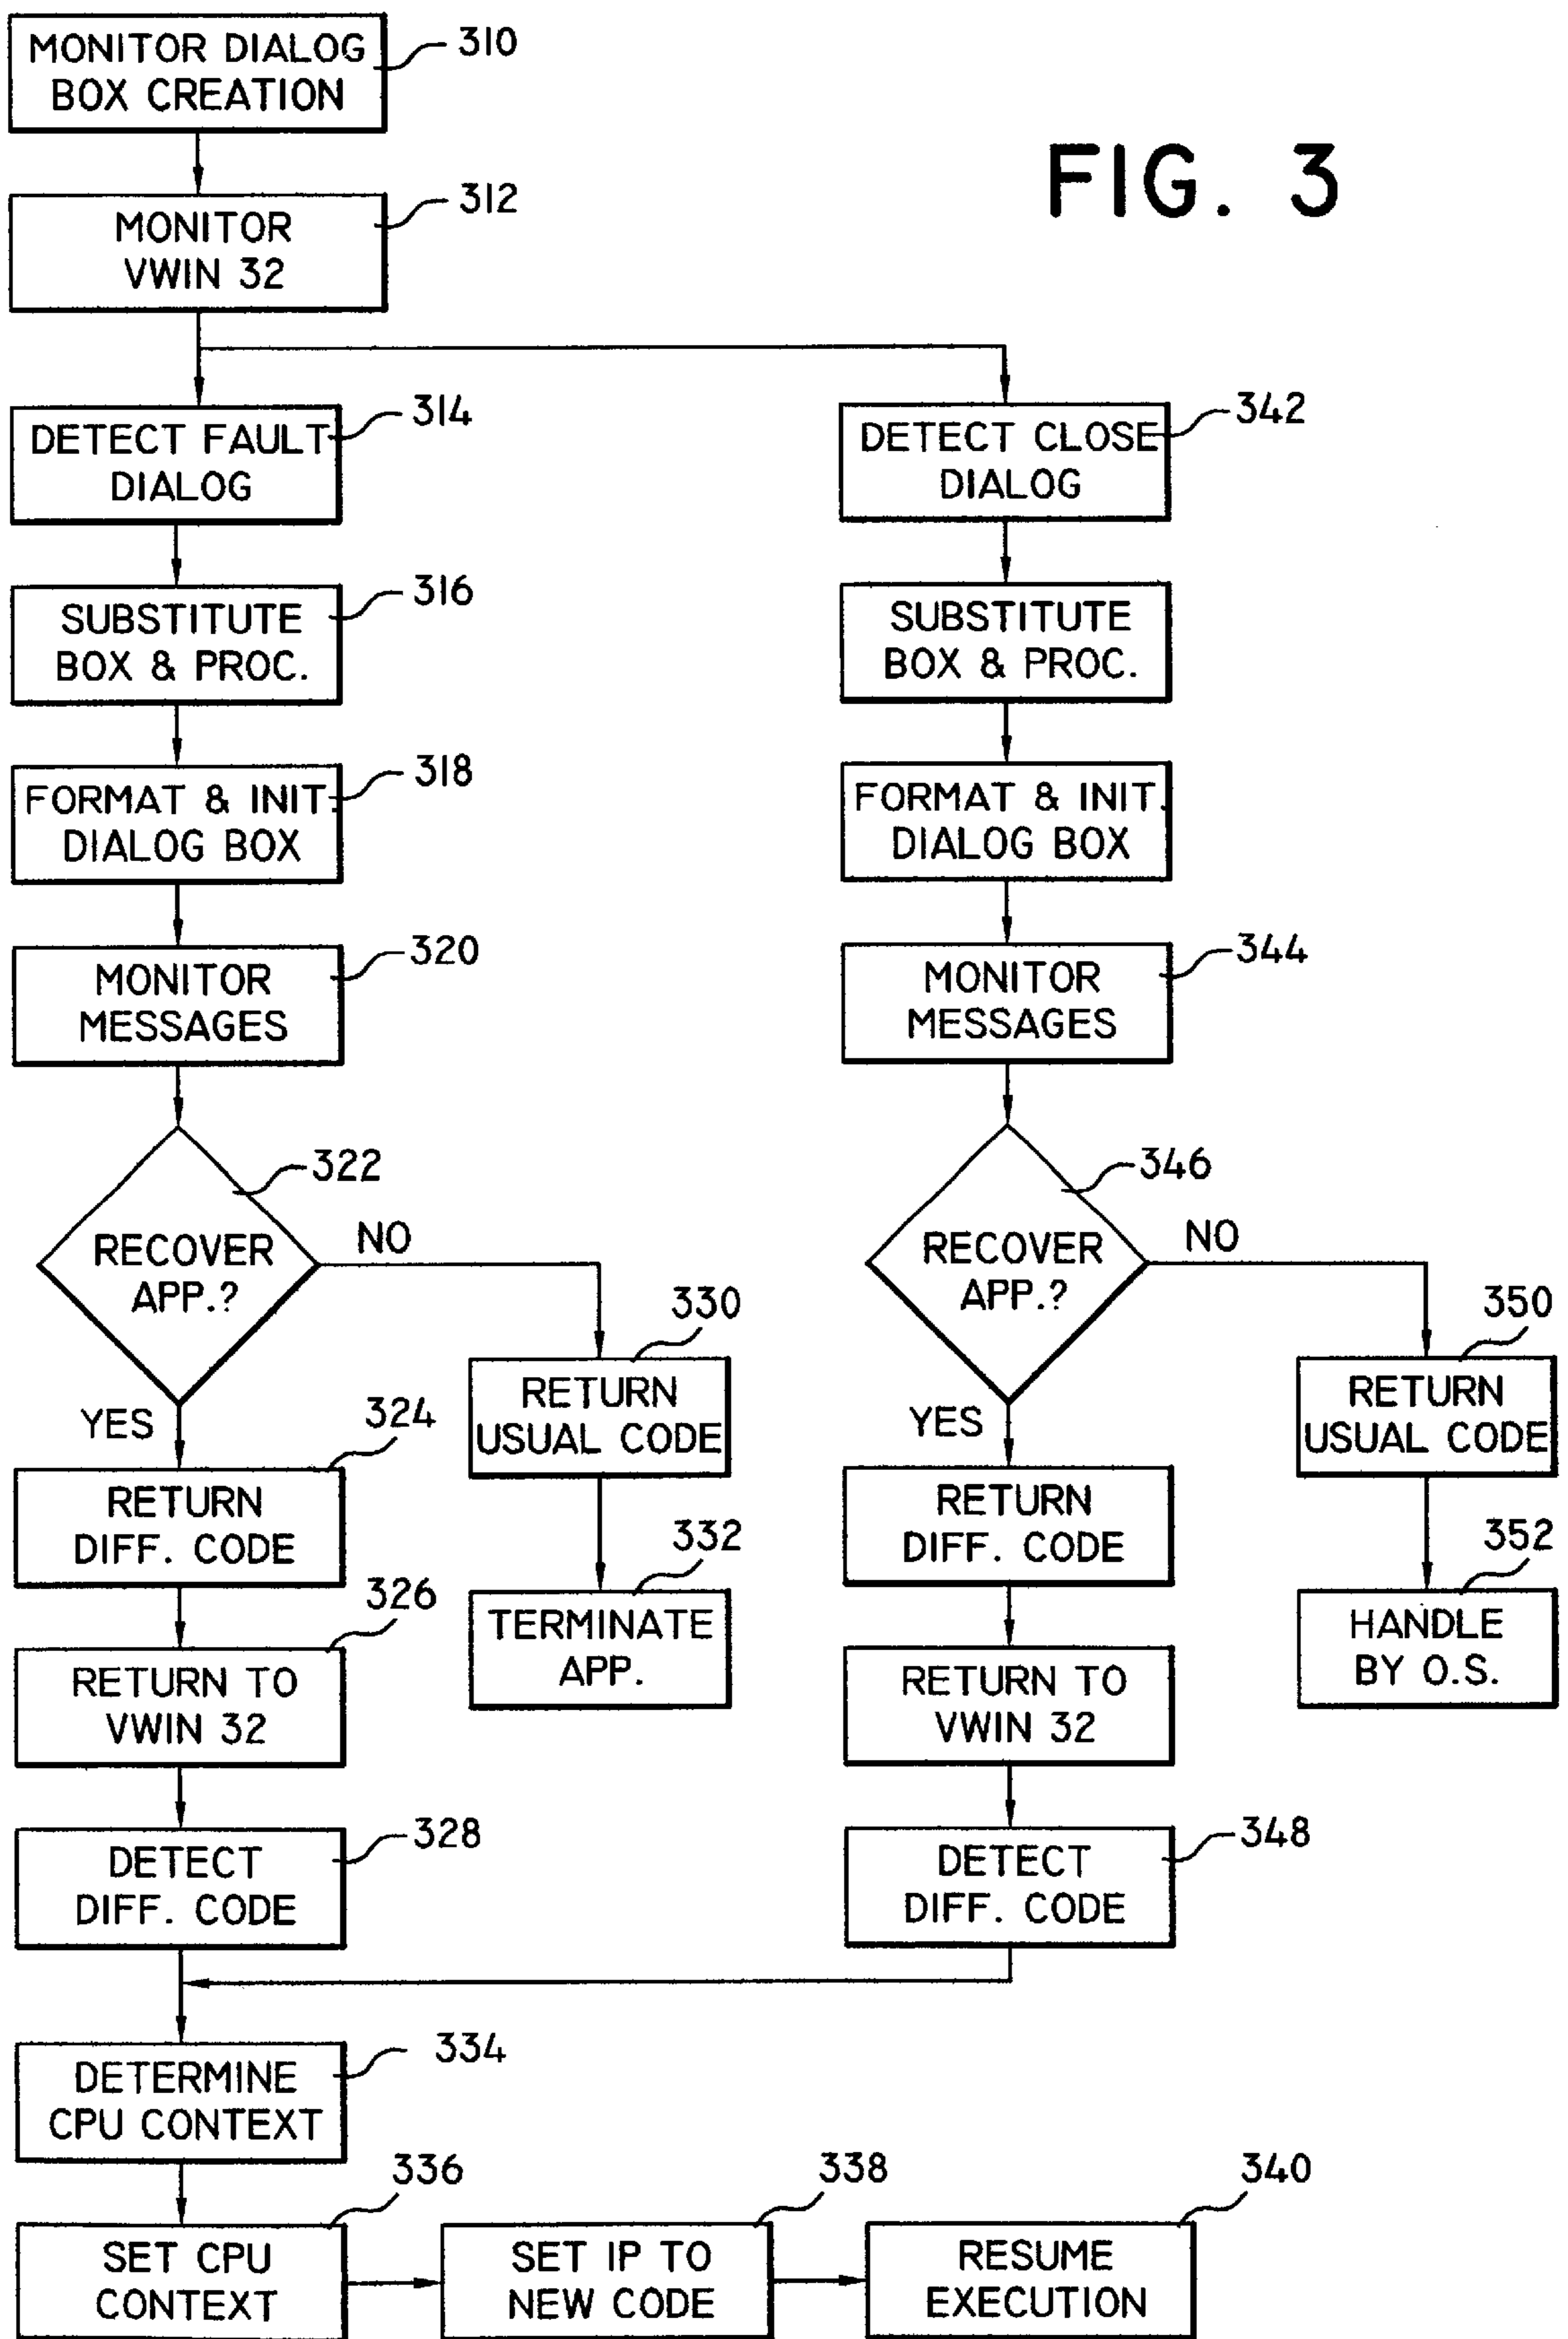 MONITOR DIALOG
BOX CREATION
310
FIG. 3
MONITOR
VWIN 32
312
DETECT FAULT
DIALOG
314
DETECT CLOSE
DIALOG
342
SUBSTITUTE
BOX & PROC.
316
SUBSTITUTE
BOX & PROC.
FORMAT & INIT.
DIALOG BOX
318
FORMAT & INIT.
DIALOG BOX
MONITOR
MESSAGES
320
MONITOR
MESSAGES
344
322
RECOVER
APP.?
NO
YES
346
RECOVER
APP.?
NO
YES
330
RETURN
USUAL CODE
350
RETURN
USUAL CODE
324
RETURN
DIFF. CODE
RETURN
DIFF. CODE
332
TERMINATE
APP.
352
HANDLE
BY O.S.
326
RETURN TO
VWIN 32
RETURN TO
VWIN 32
DETECT
DIFF. CODE
328
DETECT
DIFF. CODE
348
DETERMINE
CPU CONTEXT
334
336
SET CPU
CONTEXT
338
SET IP TO
NEW CODE
340
RESUME
EXECUTION